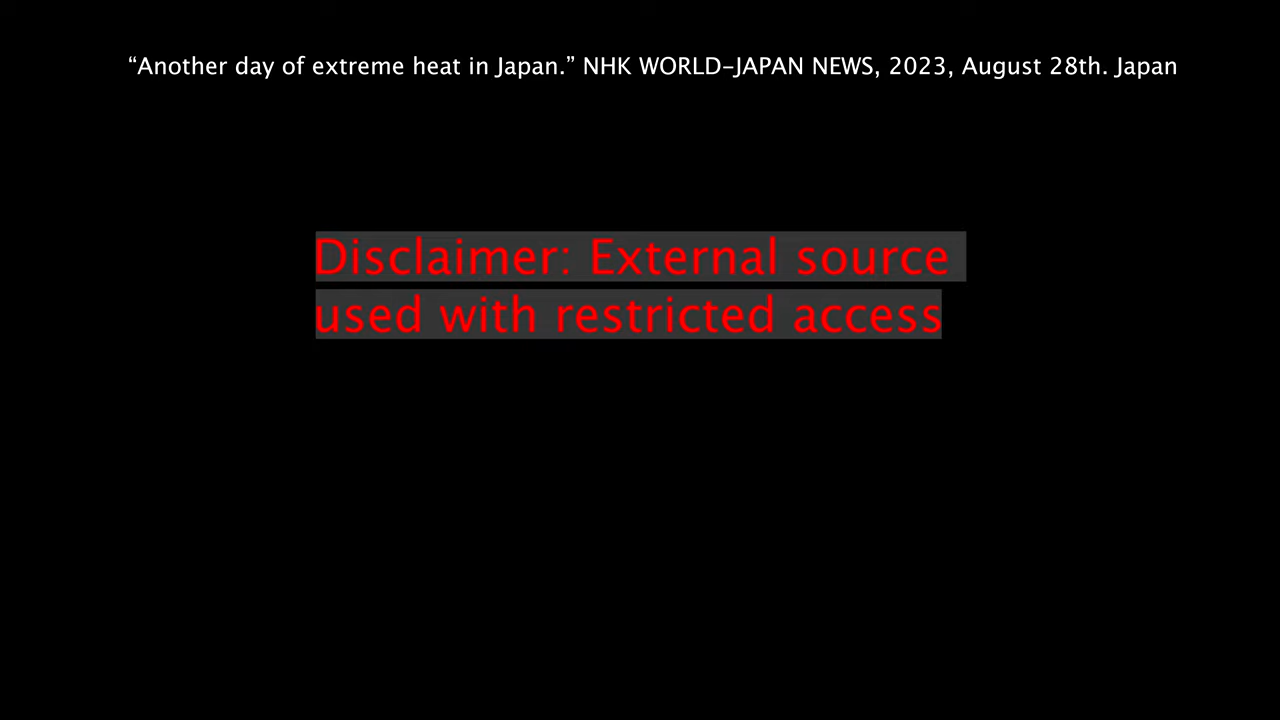 “Another day of extreme heat in Japan.” NHK WORLD–JAPAN NEWS, 2023, August 28th. Japan
Disclaimer: External source
used with restricted access